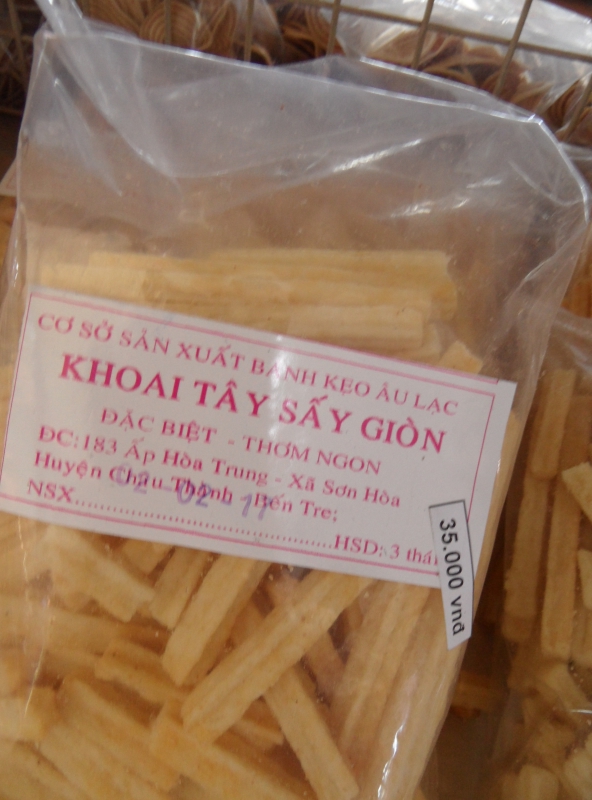 CƠ SỞ SẢN XUẤT BÁNH KẸO ÂU LẠC
KHOAI TÂY SẤY GIÒN
ĐẶC BIỆT - THƠM NGON
ĐC:183 Ấp Hòa Trung - Xã Sơn Hòa
Huyện Châu Thành - Bến Tre;
02-02-17
NSX........................................HSD: 3 thá
35.000 vnđ